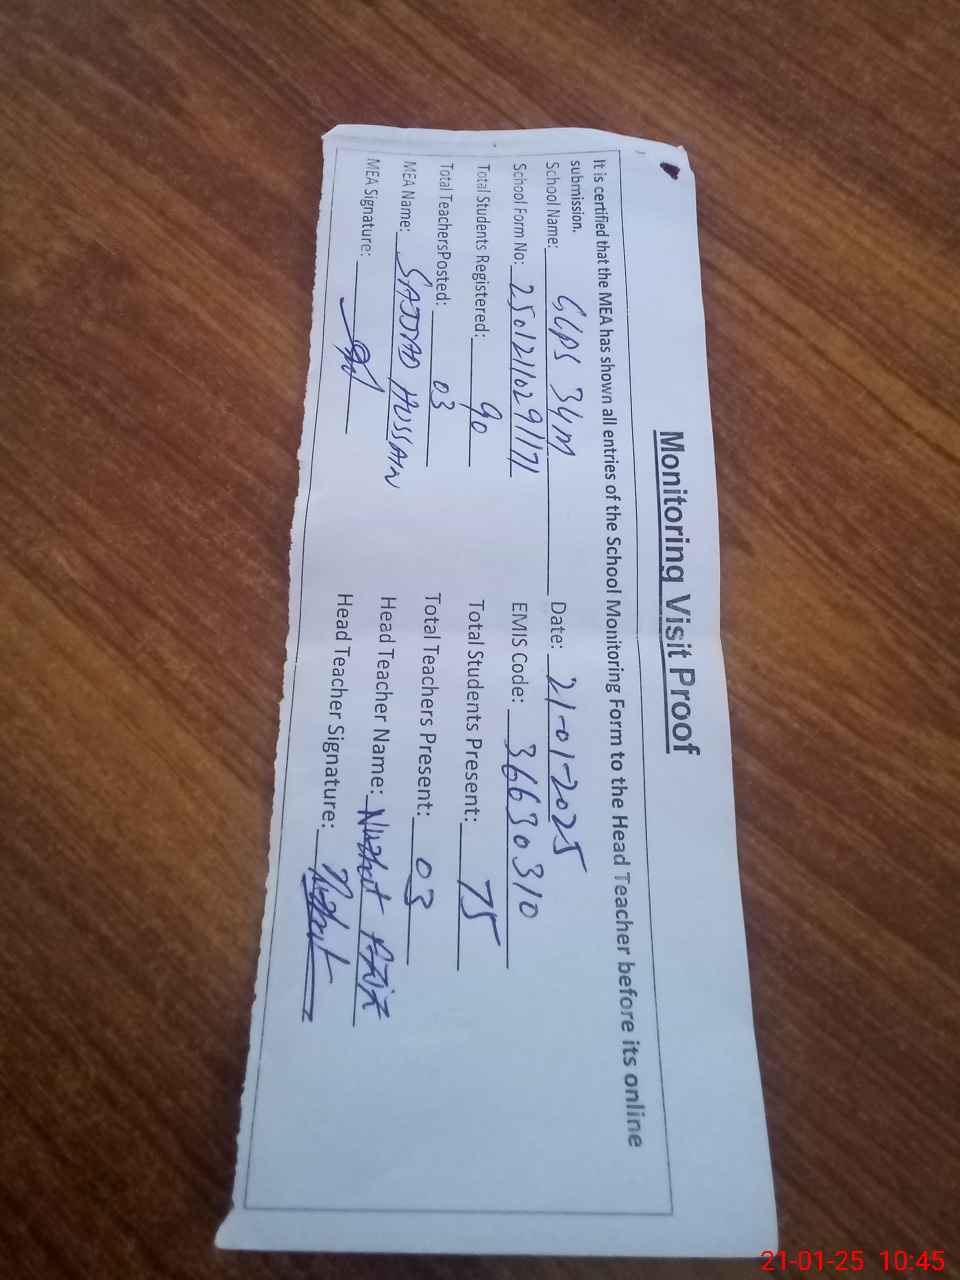 Monitoring Visit Proof
It is certified that the MEA has shown all entries of the School Monitoring Form to the Head Teacher before its online
submission.
School Name: GGPS 34M Date: 21-01-2025
School Form No: 25012110291171 EMIS Code: 36630310
Total Students Registered: 90 Total Students Present: 75
Total TeachersPosted: 03 Total Teachers Present: 03
MEA Name: SAJJAD HUSSAIN Head Teacher Name: Nuzhat Aziz
MEA Signature: Head Teacher Signature: Nuzhat
21-01-25 10:45